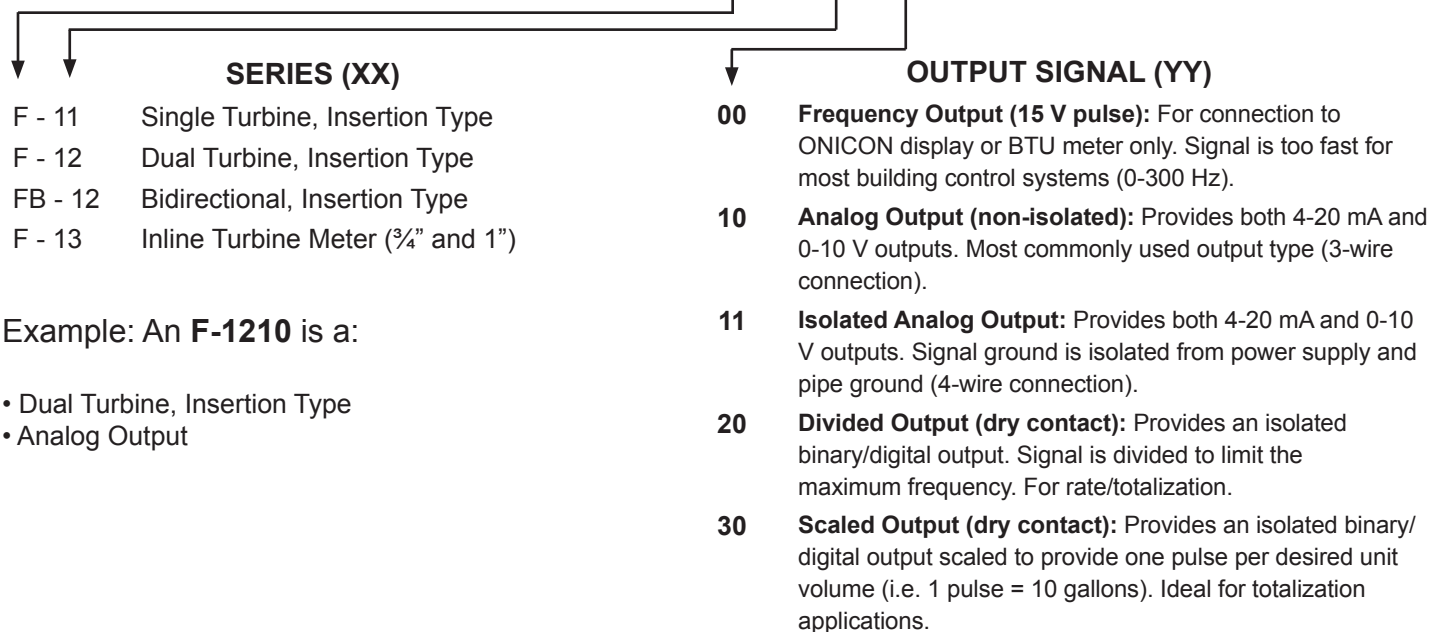 SERIES (XX)
F - 11 Single Turbine, Insertion Type
F - 12 Dual Turbine, Insertion Type
FB - 12 Bidirectional, Insertion Type
F - 13 Inline Turbine Meter (¾” and 1”)
Example: An F-1210 is a:
• Dual Turbine, Insertion Type
• Analog Output
OUTPUT SIGNAL (YY)
00 Frequency Output (15 V pulse): For connection to
ONICON display or BTU meter only. Signal is too fast for
most building control systems (0-300 Hz).
10 Analog Output (non-isolated): Provides both 4-20 mA and
0-10 V outputs. Most commonly used output type (3-wire
connection).
11 Isolated Analog Output: Provides both 4-20 mA and 0-10
V outputs. Signal ground is isolated from power supply and
pipe ground (4-wire connection).
20 Divided Output (dry contact): Provides an isolated
binary/digital output. Signal is divided to limit the
maximum frequency. For rate/totalization.
30 Scaled Output (dry contact): Provides an isolated binary/
digital output scaled to provide one pulse per desired unit
volume (i.e. 1 pulse = 10 gallons). Ideal for totalization
applications.